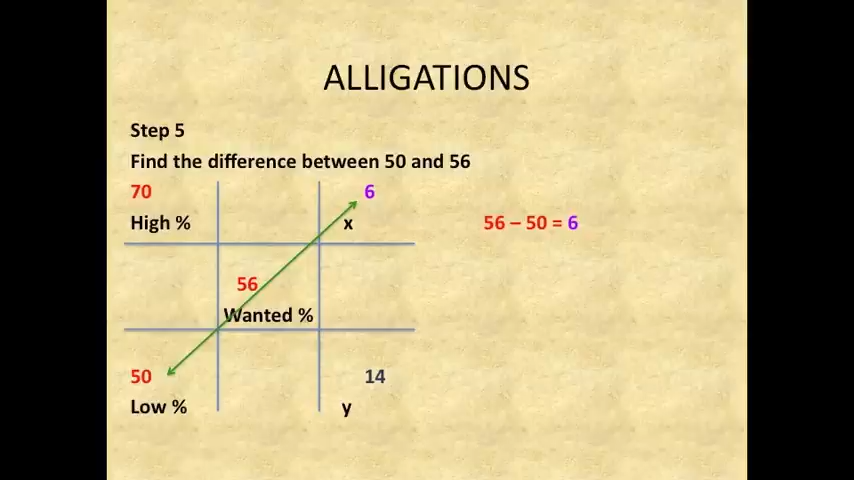 ALLIGATIONS
Step 5
Find the difference between 50 and 56
70 6
High % x 56 – 50 = 6
56
Wanted %
50 14
Low % y